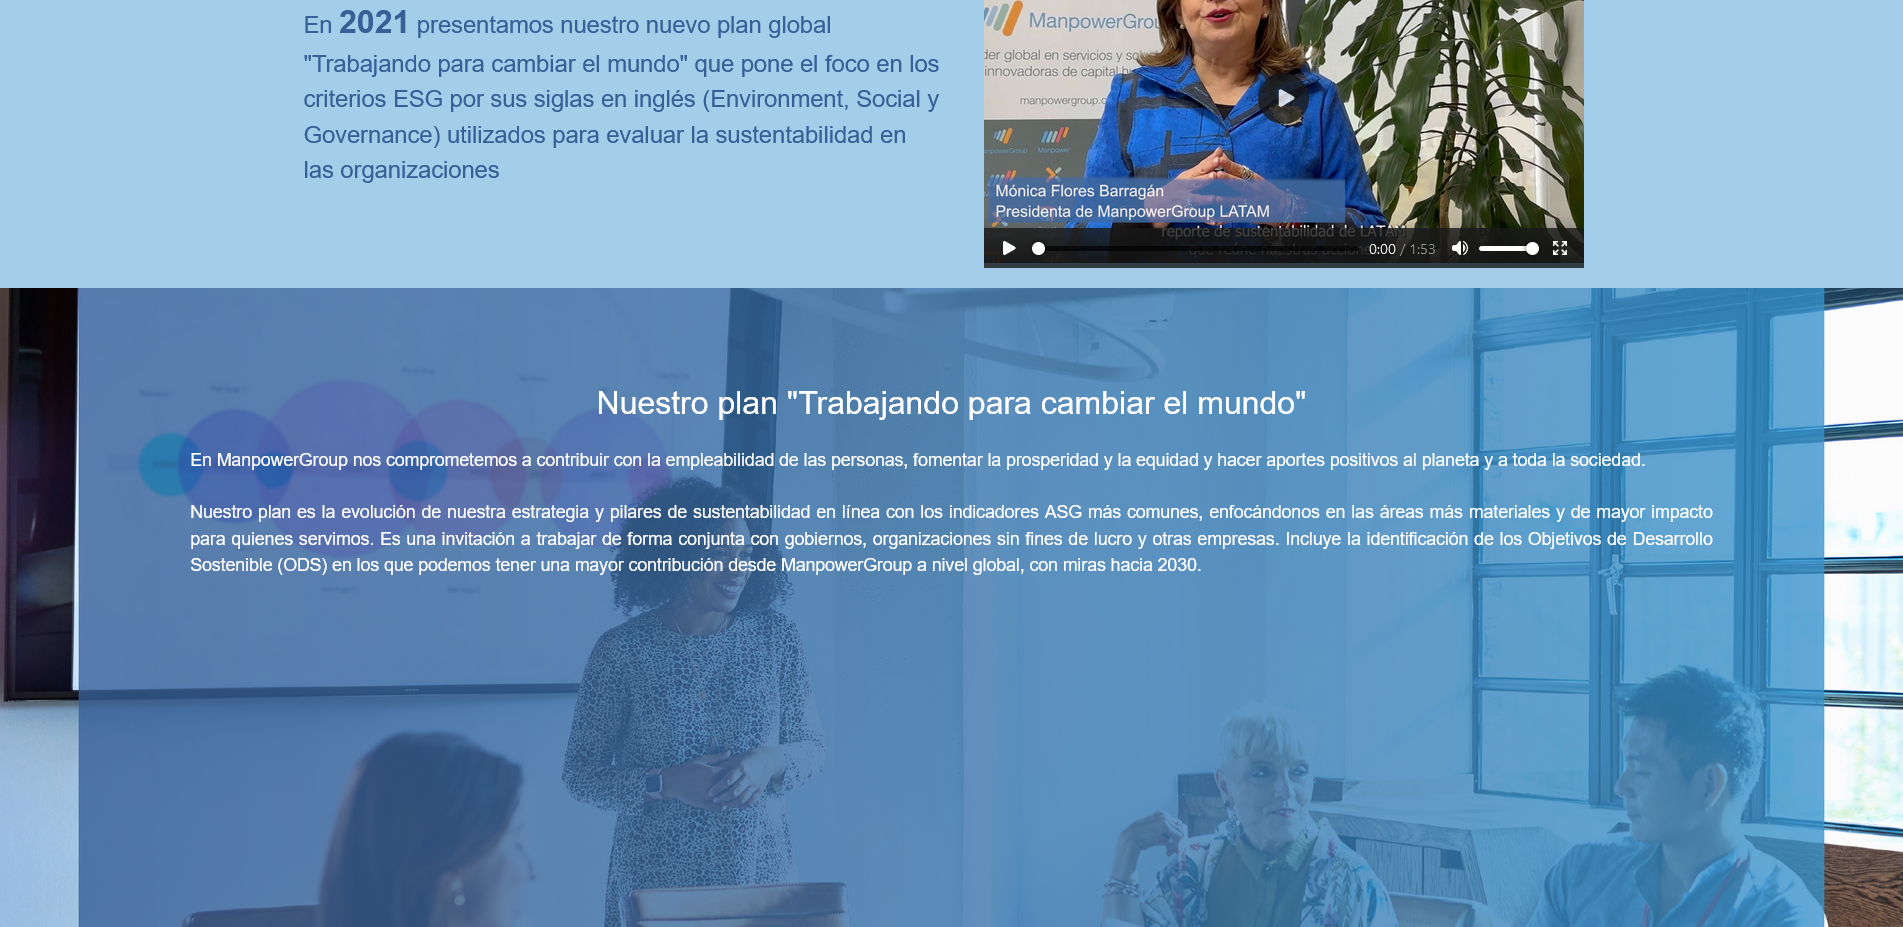 En 2021 presentamos nuestro nuevo plan global
"Trabajando para cambiar el mundo" que pone el foco en los
criterios ESG por sus siglas en inglés (Environment, Social y
Governance) utilizados para evaluar la sustentabilidad en
las organizaciones
ManpowerGrou
der global en servicios y
innovadoras de capital
manpowergroup.c
ManpowerGroup
Manpower
Mónica Flores Barragán
Presidenta de ManpowerGroup LATAM
reporte de sustentabilidad de LATAM
que reúne nuestras
0:00 / 1:53
Nuestro plan "Trabajando para cambiar el mundo"
En ManpowerGroup nos comprometemos a contribuir con la empleabilidad de las personas, fomentar la prosperidad y la equidad y hacer aportes positivos al planeta y a toda la sociedad.
Nuestro plan es la evolución de nuestra estrategia y pilares de sustentabilidad en línea con los indicadores ASG más comunes, enfocándonos en las áreas más materiales y de mayor impacto
para quienes servimos. Es una invitación a trabajar de forma conjunta con gobiernos, organizaciones sin fines de lucro y otras empresas. Incluye la identificación de los Objetivos de Desarrollo
Sostenible (ODS) en los que podemos tener una mayor contribución desde ManpowerGroup a nivel global, con miras hacia 2030.